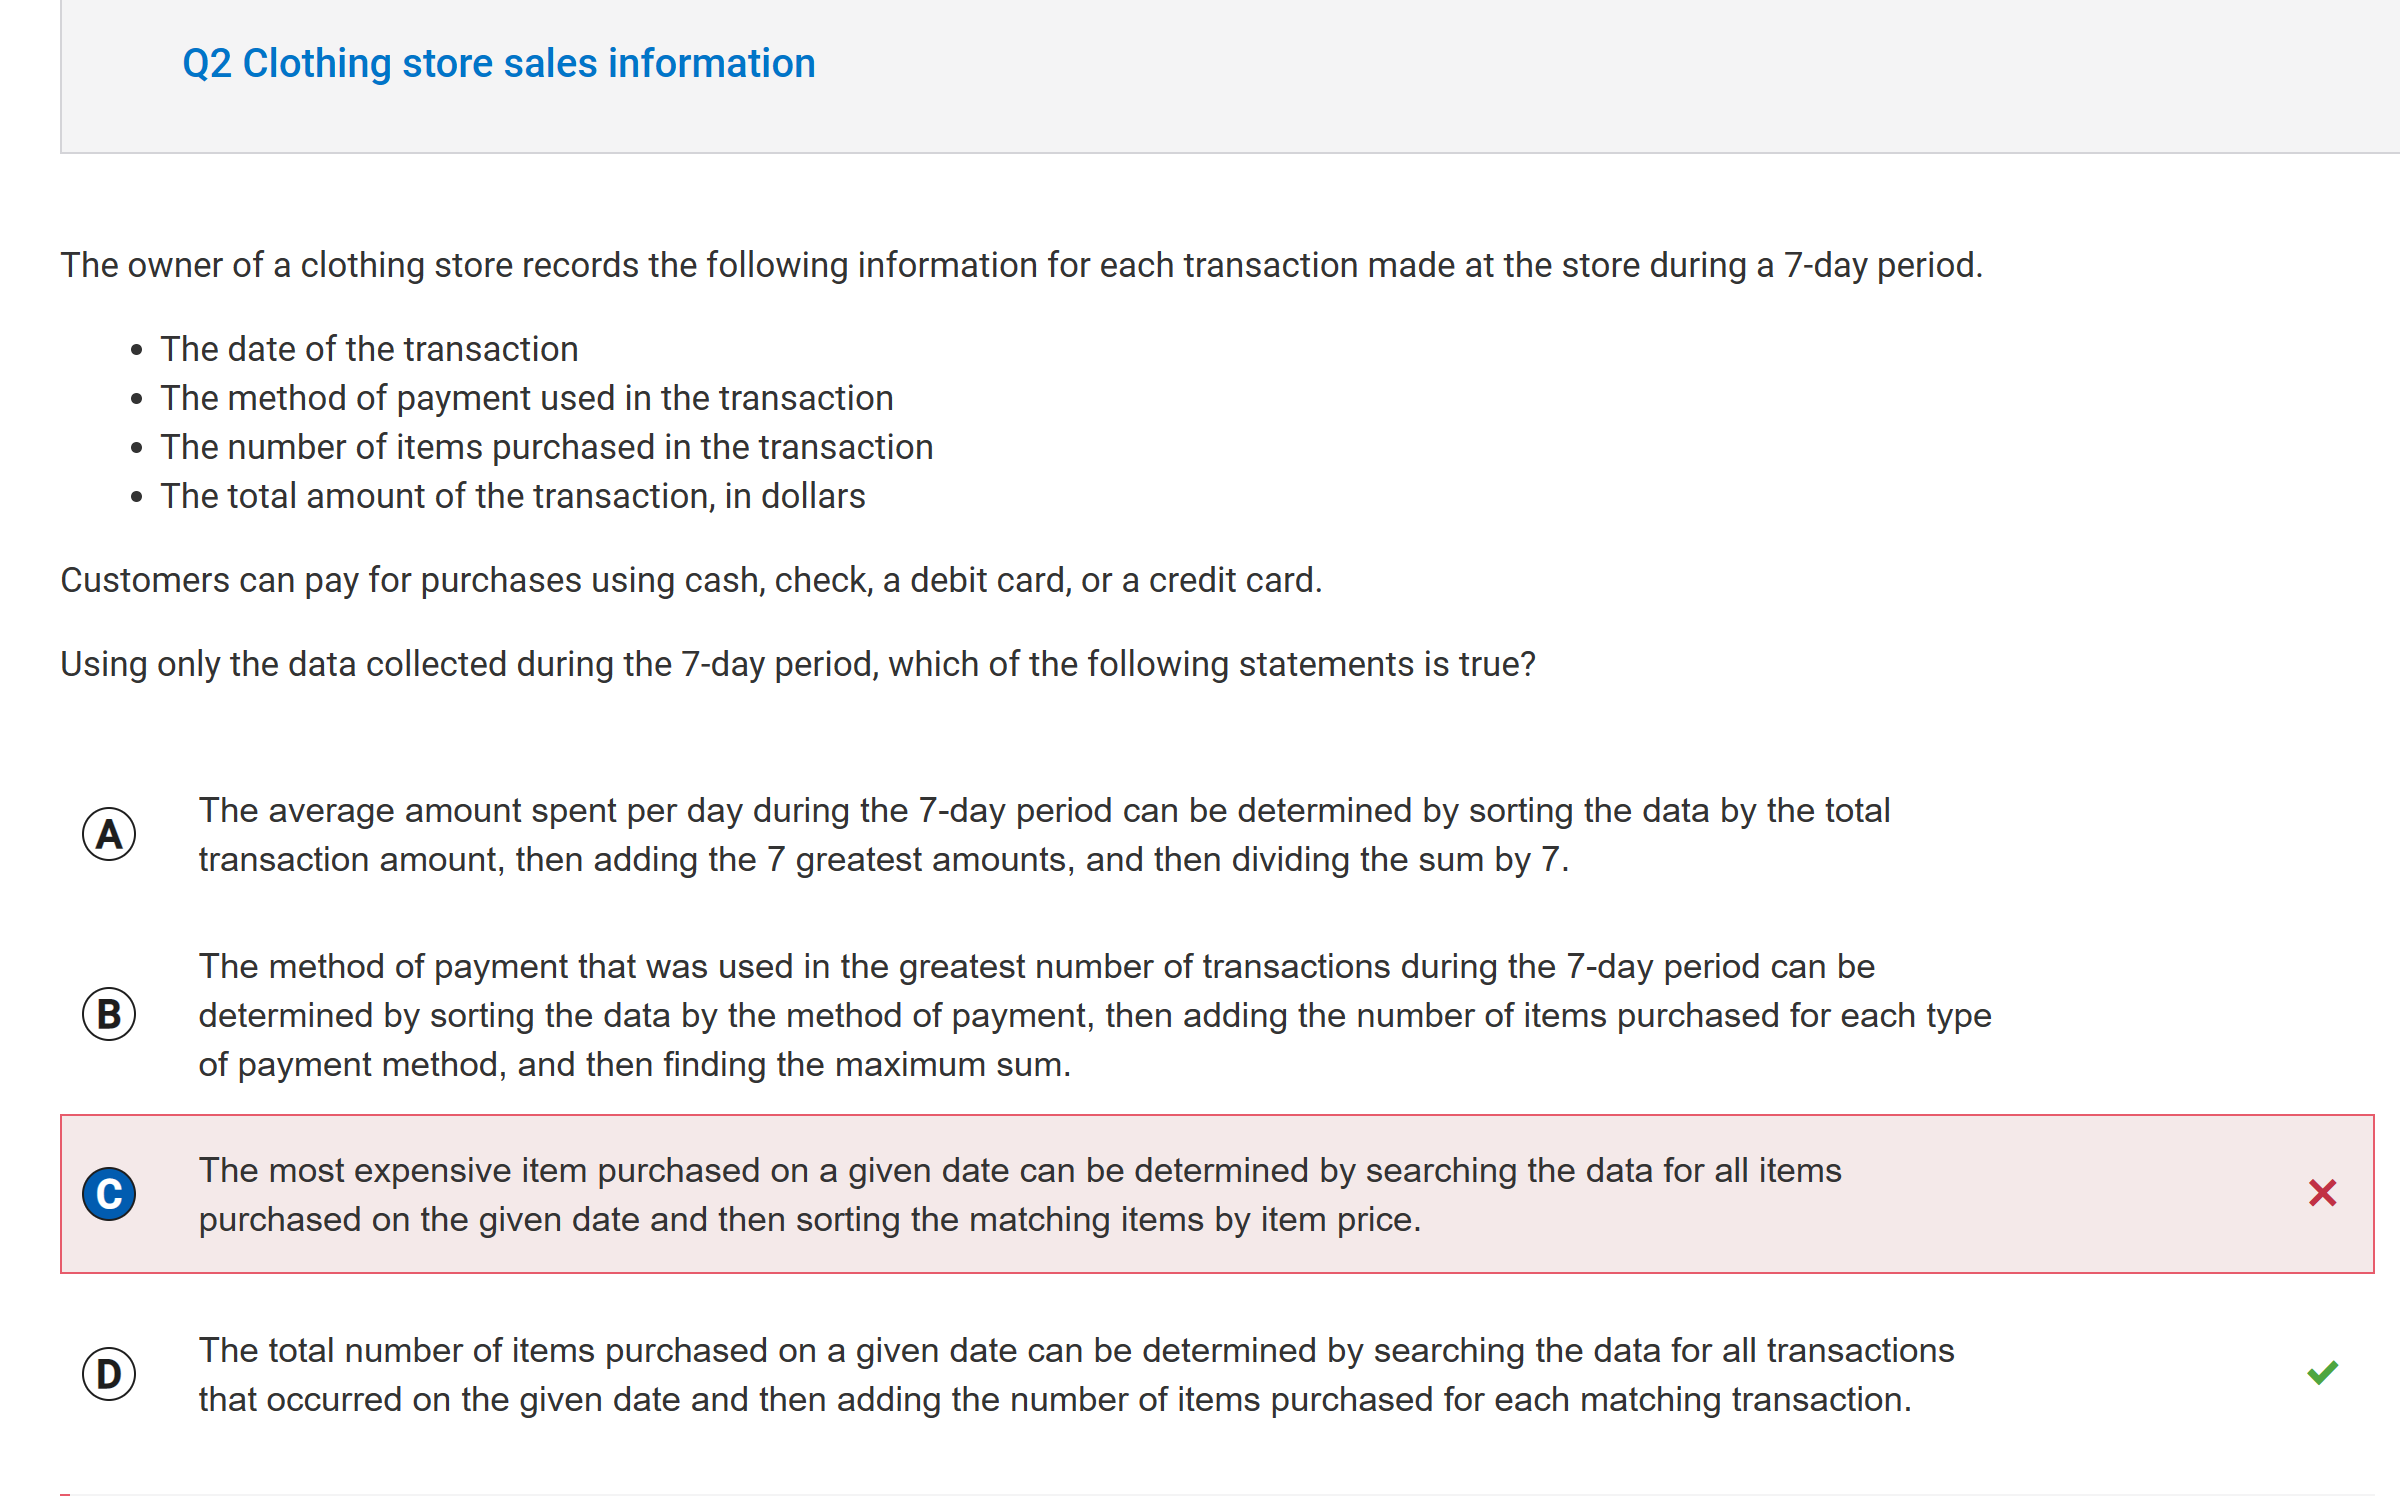 Q2 Clothing store sales information
The owner of a clothing store records the following information for each transaction made at the store during a 7-day period.
• The date of the transaction
• The method of payment used in the transaction
• The number of items purchased in the transaction
• The total amount of the transaction, in dollars
Customers can pay for purchases using cash, check, a debit card, or a credit card.
Using only the data collected during the 7-day period, which of the following statements is true?
A The average amount spent per day during the 7-day period can be determined by sorting the data by the total
transaction amount, then adding the 7 greatest amounts, and then dividing the sum by 7.
B The method of payment that was used in the greatest number of transactions during the 7-day period can be
determined by sorting the data by the method of payment, then adding the number of items purchased for each type
of payment method, and then finding the maximum sum.
C The most expensive item purchased on a given date can be determined by searching the data for all items
purchased on the given date and then sorting the matching items by item price.
D The total number of items purchased on a given date can be determined by searching the data for all transactions
that occurred on the given date and then adding the number of items purchased for each matching transaction.